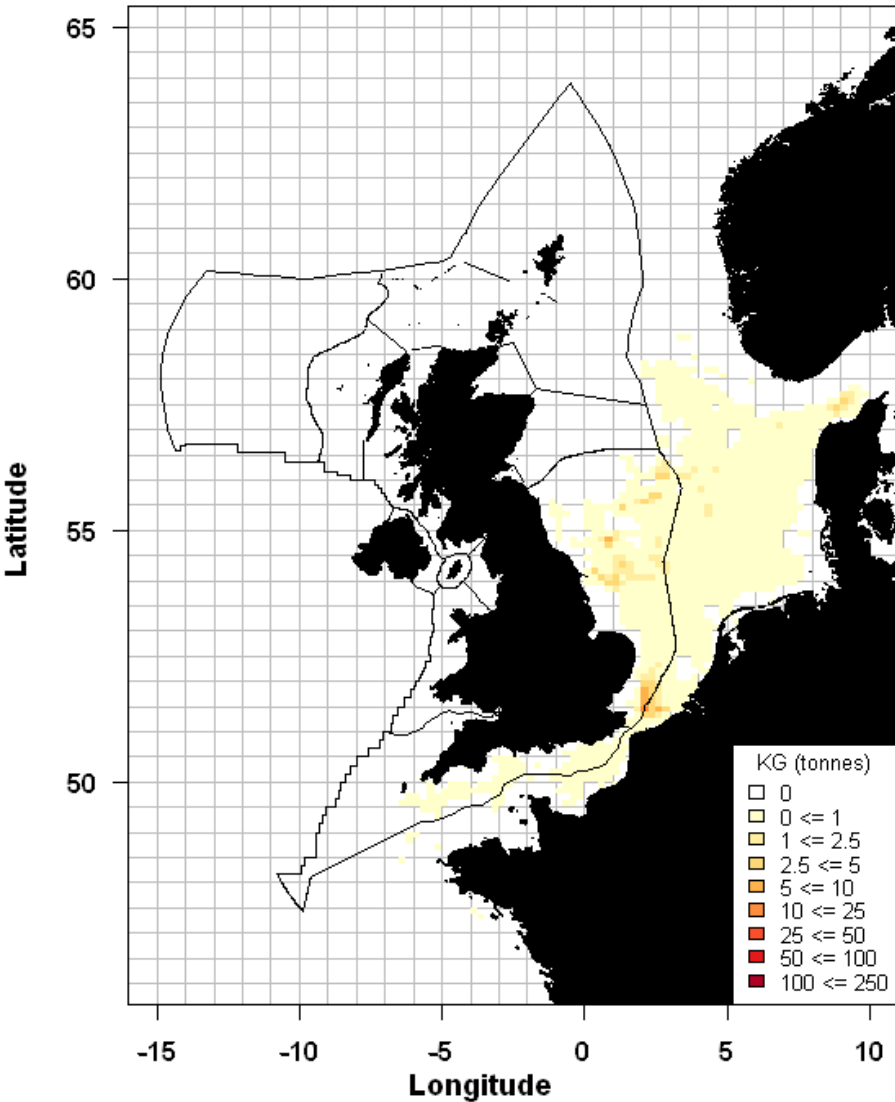 65
60
55
50
Latitude
KG (tonnes)
0
0 <= 1
1 <= 2.5
2.5 <= 5
5 <= 10
10 <= 25
25 <= 50
50 <= 100
100 <= 250
-15 -10 -5 0 5 10
Longitude